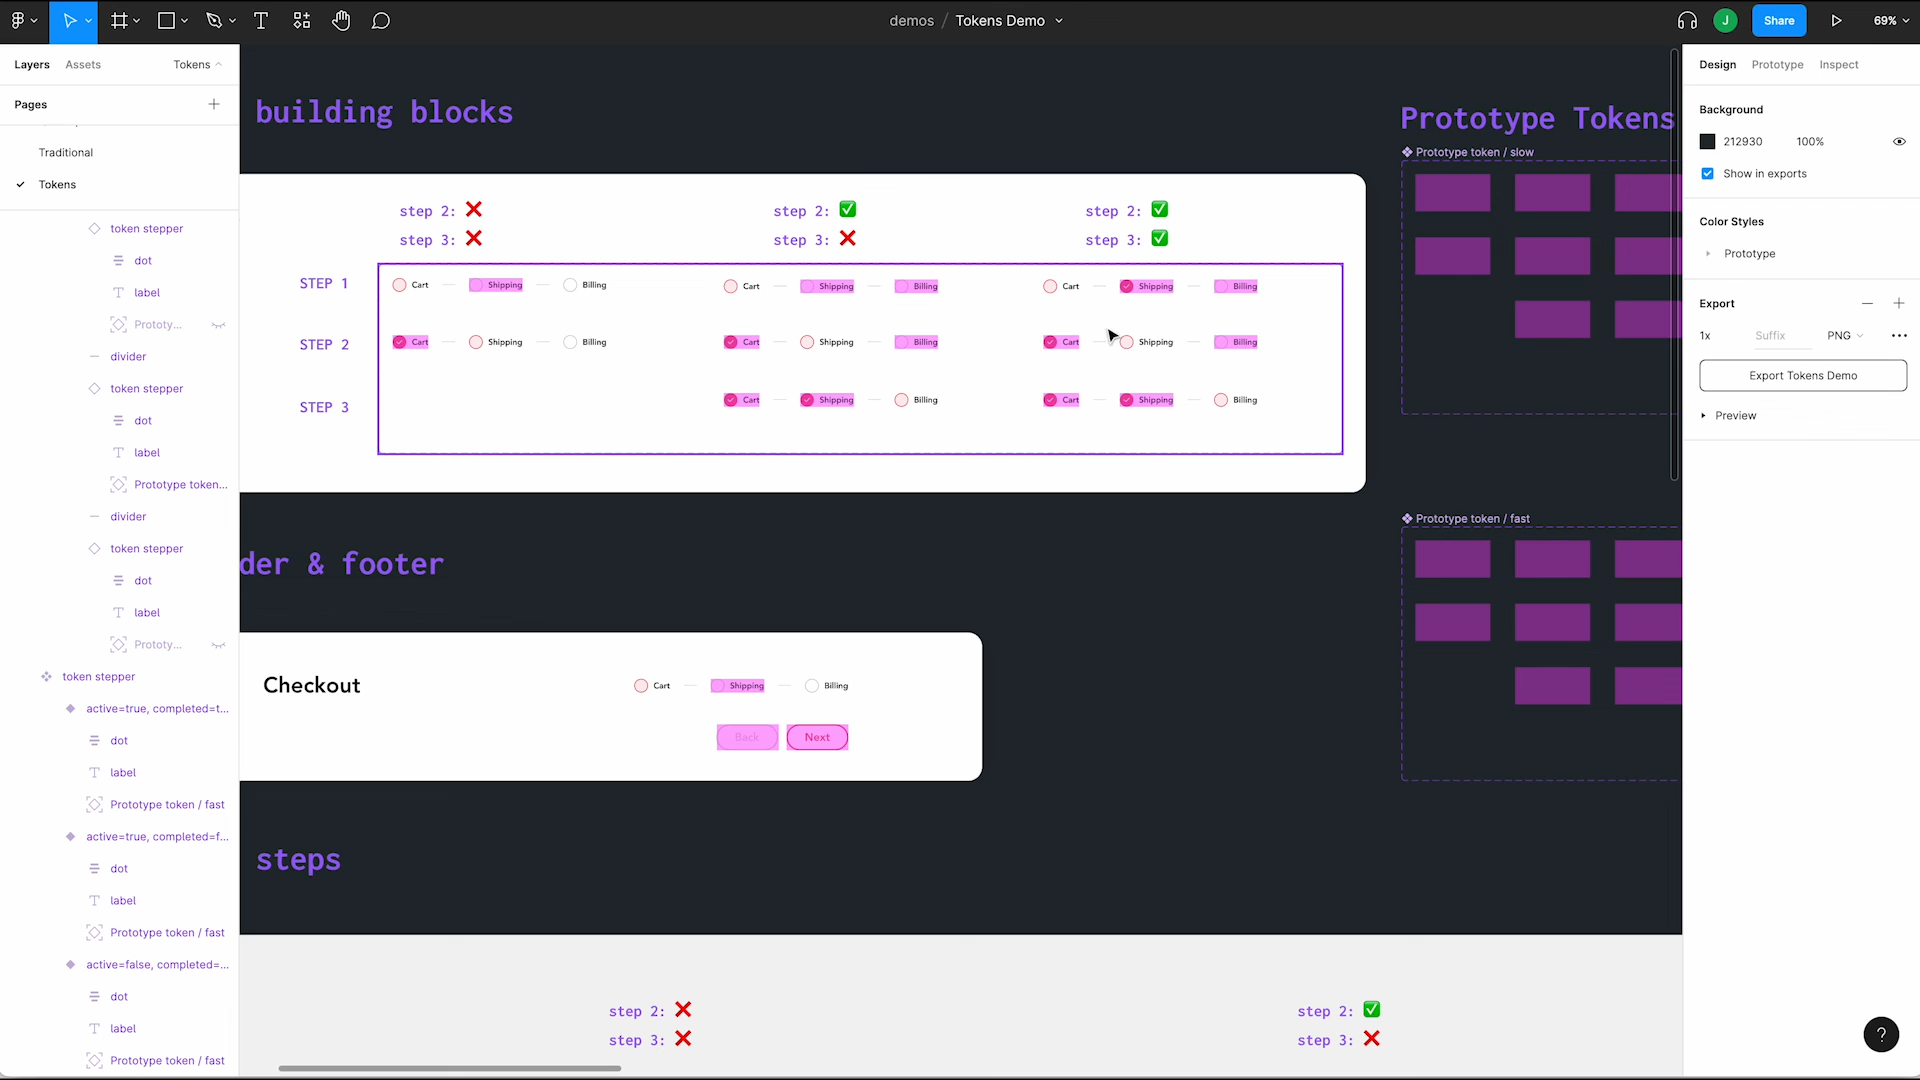 demos / Tokens Demo
J
Share
69%
Layers
Assets
Tokens
Pages
Traditional
Tokens
token stepper
dot
label
Prototy...
divider
token stepper
dot
label
Prototype token...
divider
token stepper
dot
label
Prototy...
token stepper
active=true, completed=t...
dot
label
Prototype token / fast
active=true, completed=f...
dot
label
Prototype token / fast
active=false, completed=...
dot
label
Prototype token / fast
building blocks
step 2: ❌
step 3: ❌
step 2: ✅
step 3: ❌
step 2: ✅
step 3: ✅
STEP 1
Cart Shipping Billing
Cart Shipping Billing
Cart Shipping Billing
STEP 2
Cart Shipping Billing
Cart Shipping Billing
Cart Shipping Billing
STEP 3
Cart Shipping Billing
Cart Shipping Billing
der & footer
Checkout
Cart Shipping Billing
Back Next
steps
step 2: ❌
step 3: ❌
step 2: ✅
step 3: ❌
Prototype Tokens
Prototype token / slow
Prototype token / fast
Design
Prototype
Inspect
Background
212930 100%
Show in exports
Color Styles
Prototype
Export
1x Suffix PNG
Export Tokens Demo
Preview
?